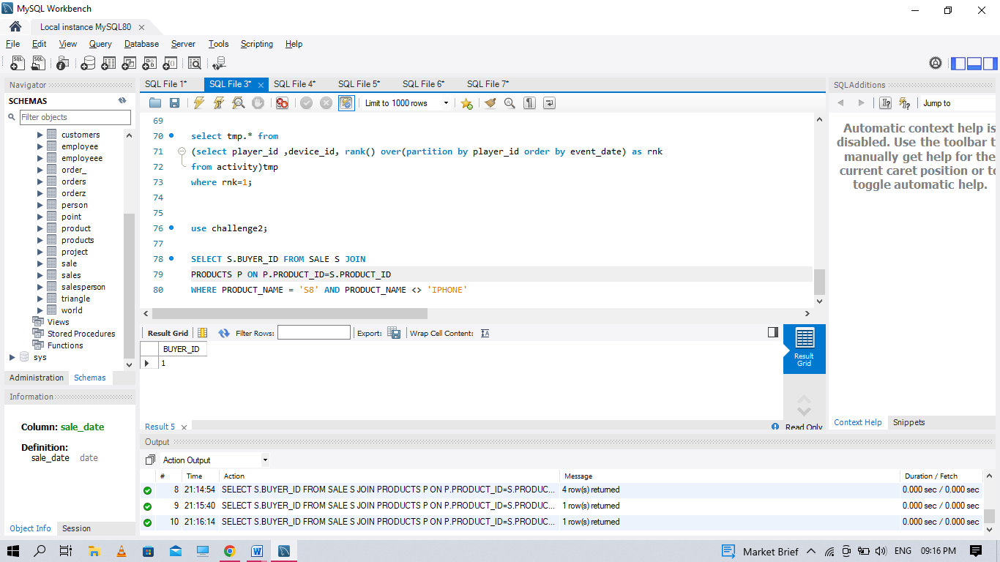 MySQL Workbench
Local instance MySQL80
File Edit View Query Database Server Tools Scripting Help
Navigator
SCHEMAS
Filter objects
customers
employee
employeee
order_
orders
orderz
person
point
product
products
project
sale
sales
salesperson
triangle
world
Views
Stored Procedures
Functions
sys
Administration Schemas
Information
Column: sale_date
Definition:
sale_date date
Object Info Session
SQL File 1* SQL File 3* SQL File 4* SQL File 5* SQL File 6* SQL File 7*
Limit to 1000 rows
69
70 select tmp.* from
71 (select player_id ,device_id, rank() over(partition by player_id order by event_date) as rnk
72 from activity)tmp
73 where rnk=1;
74
75
76 use challenge2;
77
78 SELECT S.BUYER_ID FROM SALE S JOIN
79 PRODUCTS P ON P.PRODUCT_ID=S.PRODUCT_ID
80 WHERE PRODUCT_NAME = 'S8' AND PRODUCT_NAME <> 'IPHONE'
Result Grid Filter Rows: Export: Wrap Cell Content:
BUYER_ID
1
Result Grid
Result 5
Read Only
Output
Action Output
# Time Action Message Duration / Fetch
8 21:14:54 SELECT S.BUYER_ID FROM SALE S JOIN PRODUCTS P ON P.PRODUCT_ID=S.PRODUC... 4 row(s) returned 0.000 sec / 0.000 sec
9 21:15:40 SELECT S.BUYER_ID FROM SALE S JOIN PRODUCTS P ON P.PRODUCT_ID=S.PRODUC... 1 row(s) returned 0.000 sec / 0.000 sec
10 21:16:14 SELECT S.BUYER_ID FROM SALE S JOIN PRODUCTS P ON P.PRODUCT_ID=S.PRODUC... 1 row(s) returned 0.000 sec / 0.000 sec
SQLAdditions
Jump to
Automatic context help is
disabled. Use the toolbar t
manually get help for the
current caret position or to
toggle automatic help.
Context Help Snippets
Market Brief ENG 09:16 PM